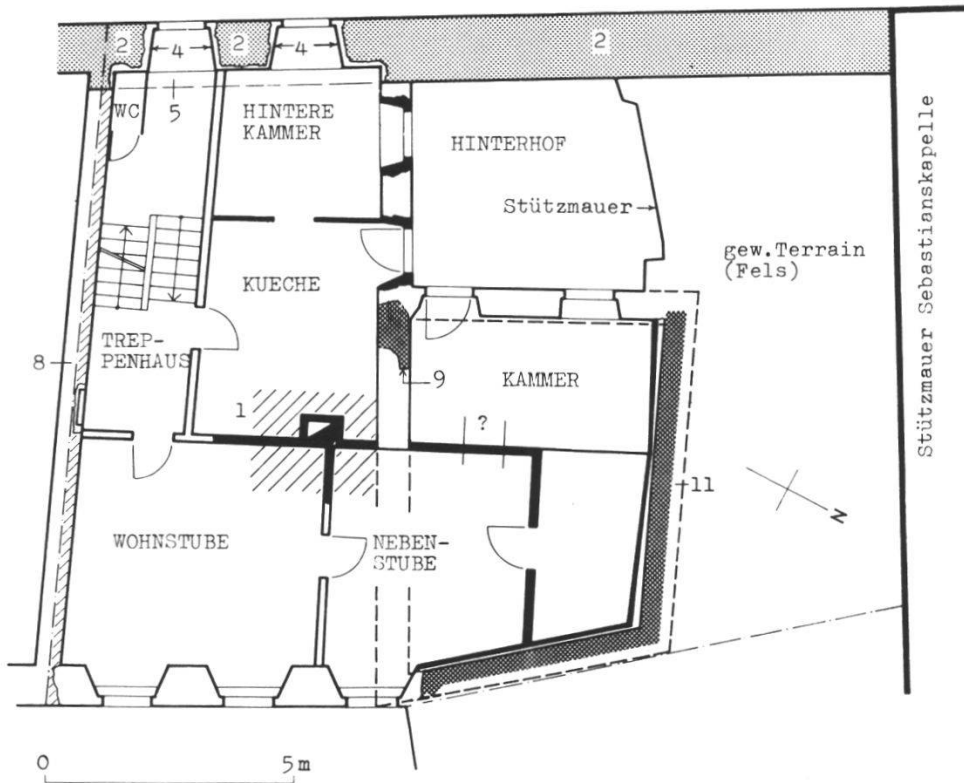 2
2
2
4
4
WC
5
HINTERE
KAMMER
HINTERHOF
Stützmauer
gew.Terrain
(Fels)
Stützmauer Sebastianskapelle
KUECHE
TREP-
PENHAUS
8
9
KAMMER
1
?
11
N
WOHNSTUBE
NEBEN-
STUBE
0
5m